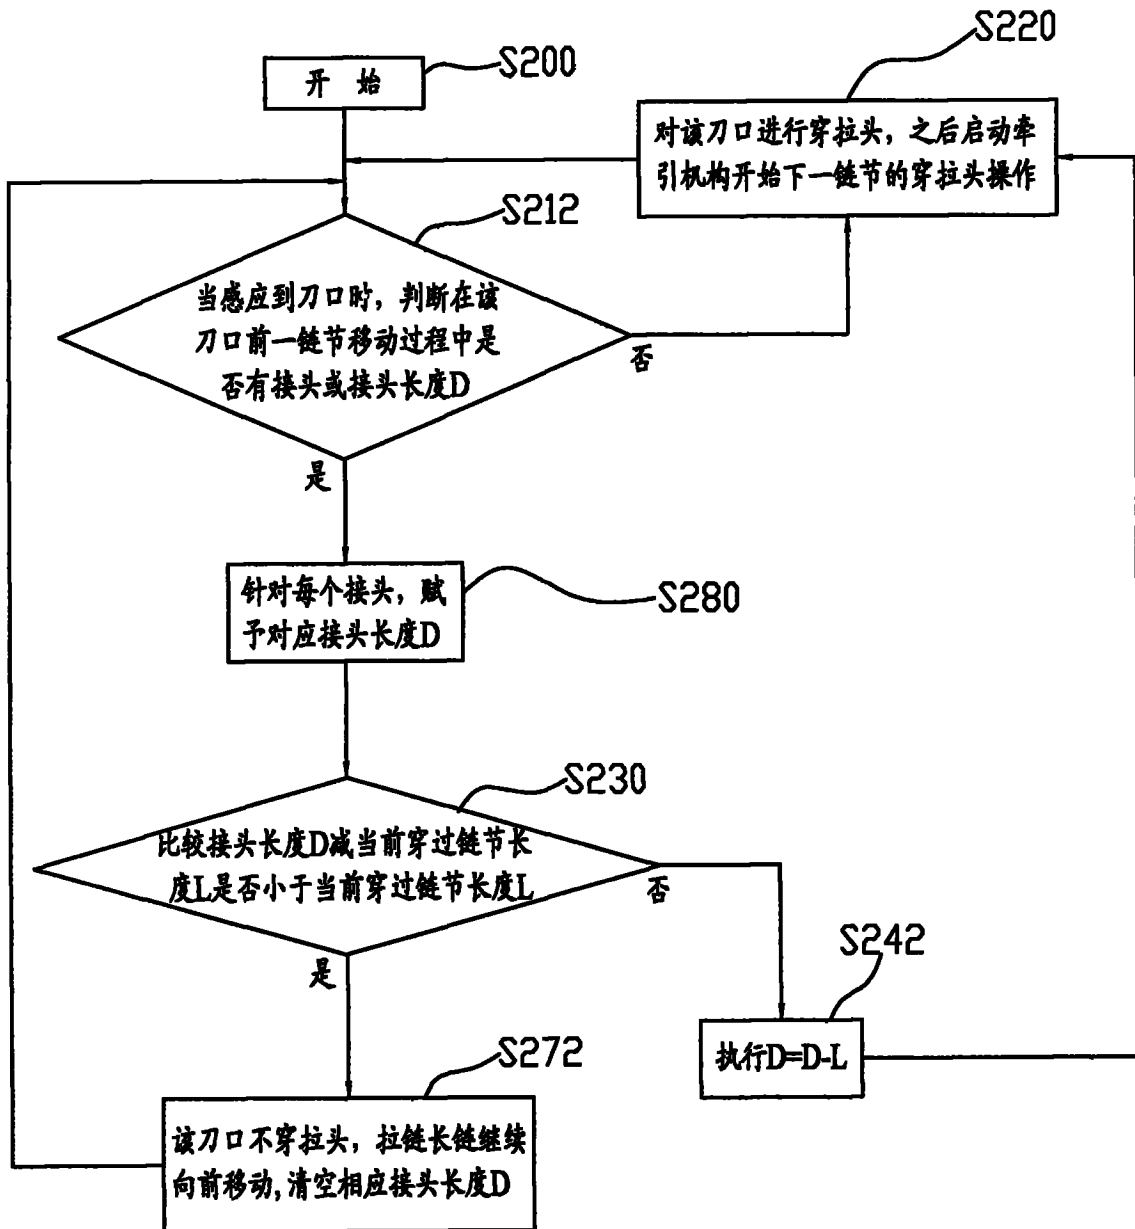 开 始
S200
S220
对该刀口进行穿拉头，之后启动牵
引机构开始下一链节的穿拉头操作
S212
当感应到刀口时，判断在该
刀口前一链节移动过程中是
否有接头或接头长度D
否
是
针对每个接头，赋
予对应接头长度D
S280
S230
比较接头长度D减当前穿过链节长
度L是否小于当前穿过链节长度L
否
是
S242
执行D=D-L
S272
该刀口不穿拉头，拉链长链继续
向前移动,清空相应接头长度D